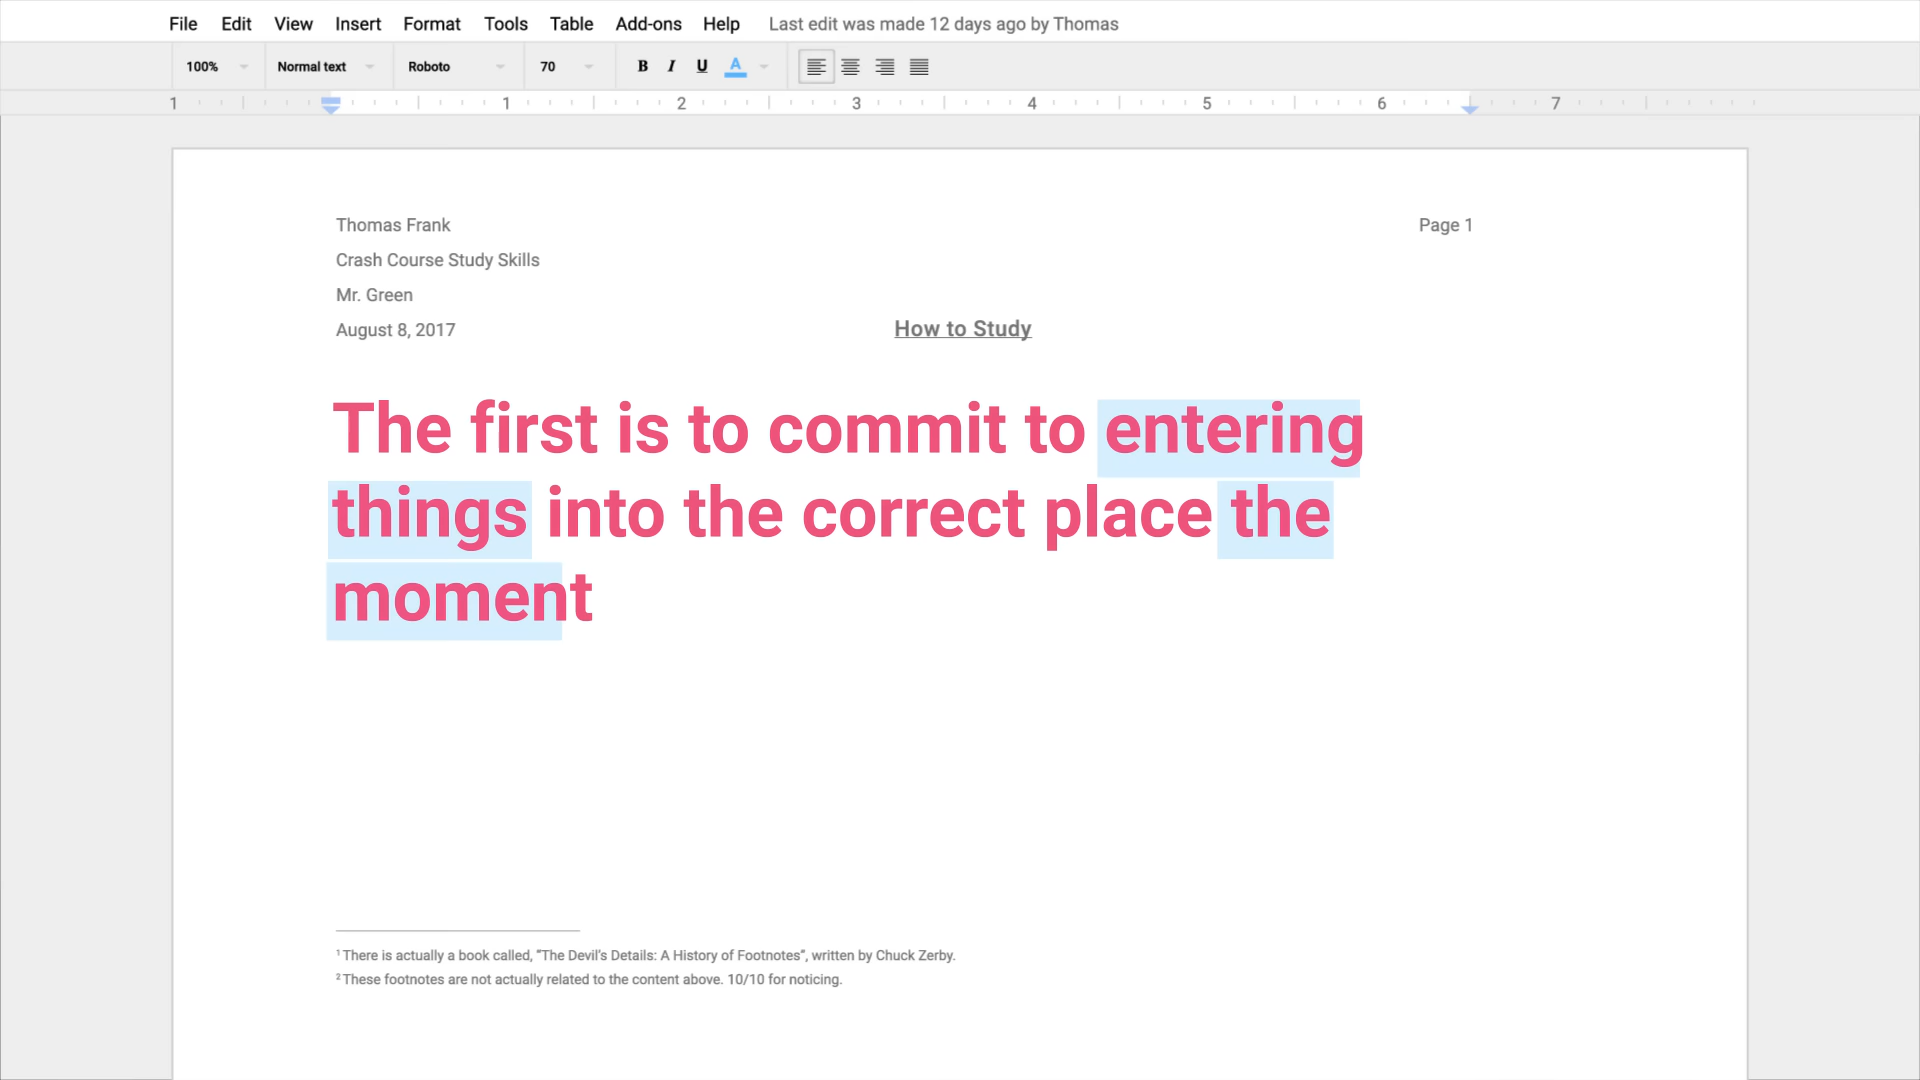 File Edit View Insert Format Tools Table Add-ons Help Last edit was made 12 days ago by Thomas
100% Normal text Roboto 70 B I U A
1 1 2 3 4 5 6 7
Thomas Frank Page 1
Crash Course Study Skills
Mr. Green
August 8, 2017 How to Study
The first is to commit to entering
things into the correct place the
moment
1 There is actually a book called, “The Devil's Details: A History of Footnotes”, written by Chuck Zerby.
2 These footnotes are not actually related to the content above. 10/10 for noticing.